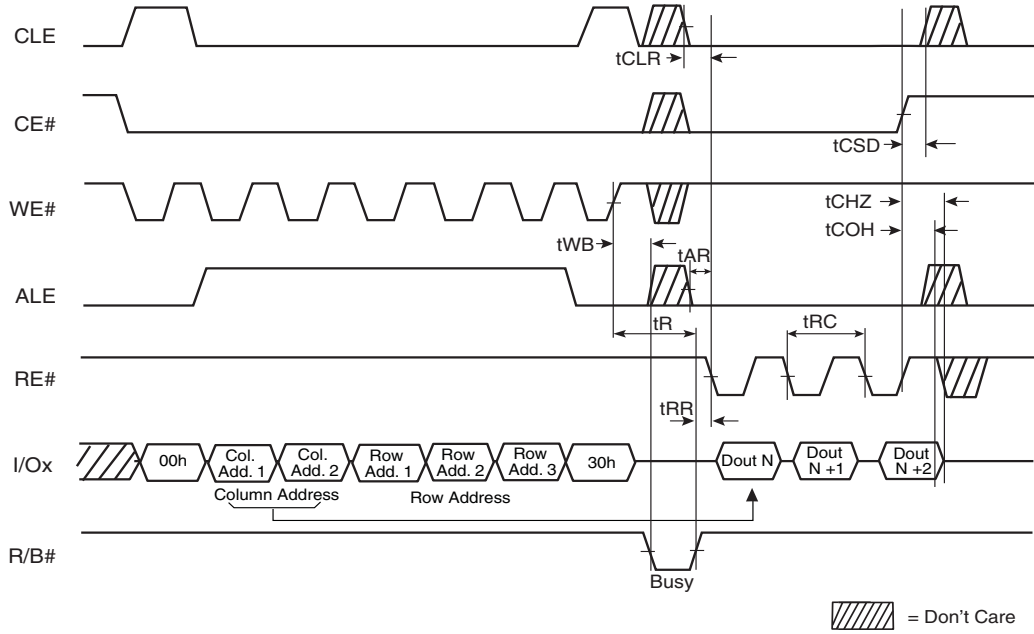 CLE
tCLR
CE#
tCSD
WE#
tCHZ
tCOH
tWB
tAR
ALE
tR
tRC
RE#
tRR
I/Ox
00h
Col.
Add. 1
Col.
Add. 2
Row
Add. 1
Row
Add. 2
Row
Add. 3
30h
Dout N
Dout
N +1
Dout
N +2
Column Address
Row Address
R/B#
Busy
= Don't Care